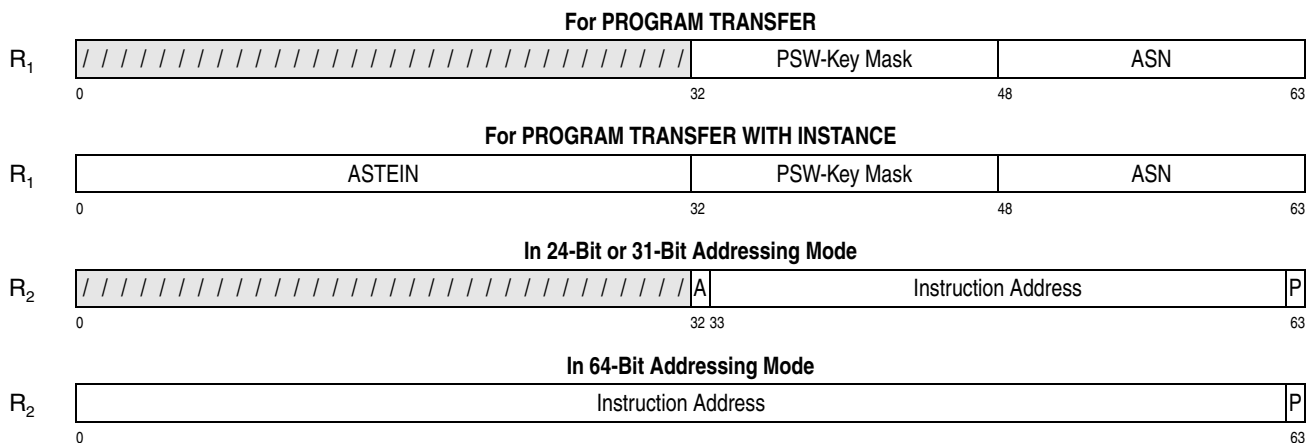 For PROGRAM TRANSFER
R₁ / / / / / / / / / / / / / / / / / / / / / / / / / / / / / / / / PSW-Key Mask ASN
0 32 48 63
For PROGRAM TRANSFER WITH INSTANCE
R₁ ASTEIN PSW-Key Mask ASN
0 32 48 63
In 24-Bit or 31-Bit Addressing Mode
R₂ / / / / / / / / / / / / / / / / / / / / / / / / / / / / / / / / A Instruction Address P
0 32 33 63
In 64-Bit Addressing Mode
R₂ Instruction Address P
0 63